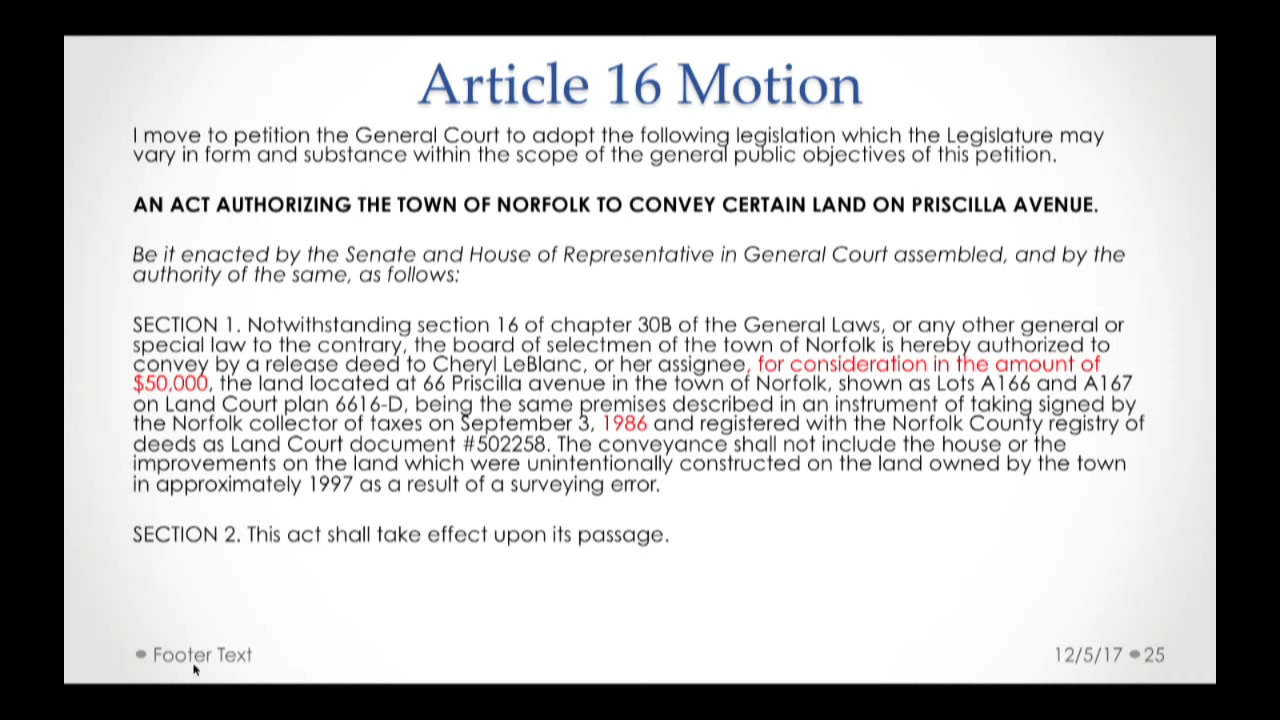 Article 16 Motion
I move to petition the General Court to adopt the following legislation which the Legislature may
vary in form and substance within the scope of the general public objectives of this petition.
AN ACT AUTHORIZING THE TOWN OF NORFOLK TO CONVEY CERTAIN LAND ON PRISCILLA AVENUE.
Be it enacted by the Senate and House of Representative in General Court assembled, and by the
authority of the same, as follows:
SECTION 1. Notwithstanding section 16 of chapter 30B of the General Laws, or any other general or
special law to the contrary, the board of selectmen of the town of Norfolk is hereby authorized to
convey by a release deed to Cheryl LeBlanc, or her assignee, for consideration in the amount of
$50,000, the land located at 66 Priscilla avenue in the town of Norfolk, shown as Lots A166 and A167
on Land Court plan 6616-D, being the same premises described in an instrument of taking signed by
the Norfolk collector of taxes on September 3, 1986 and registered with the Norfolk County registry of
deeds as Land Court document #502258. The conveyance shall not include the house or the
improvements on the land which were unintentionally constructed on the land owned by the town
in approximately 1997 as a result of a surveying error.
SECTION 2. This act shall take effect upon its passage.
Footer Text
12/5/17 25